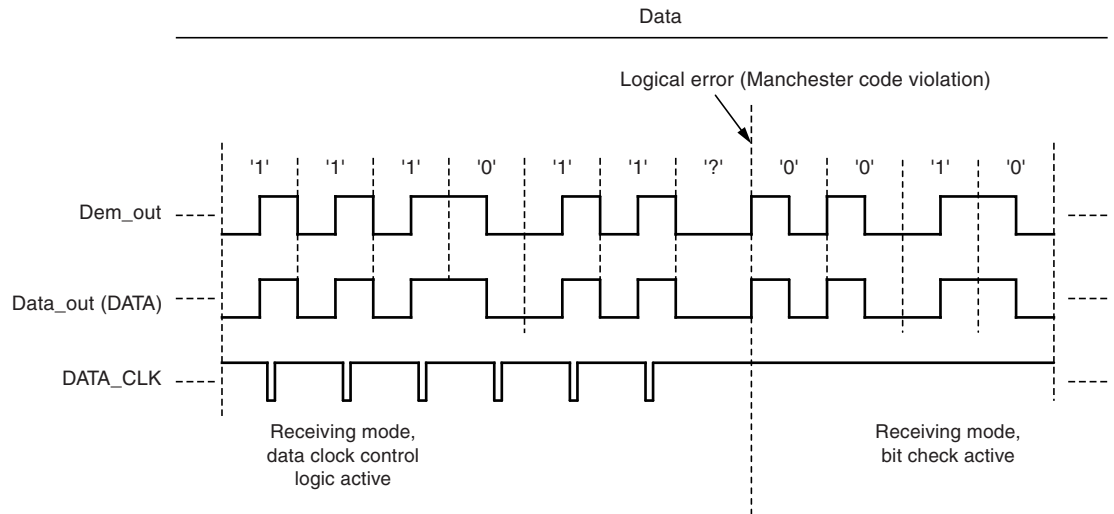 Data
Logical error (Manchester code violation)
'1' '1' '1' '0' '1' '1' '?' '0' '0' '1' '0'
Dem_out
Data_out (DATA)
DATA_CLK
Receiving mode,
data clock control
logic active
Receiving mode,
bit check active